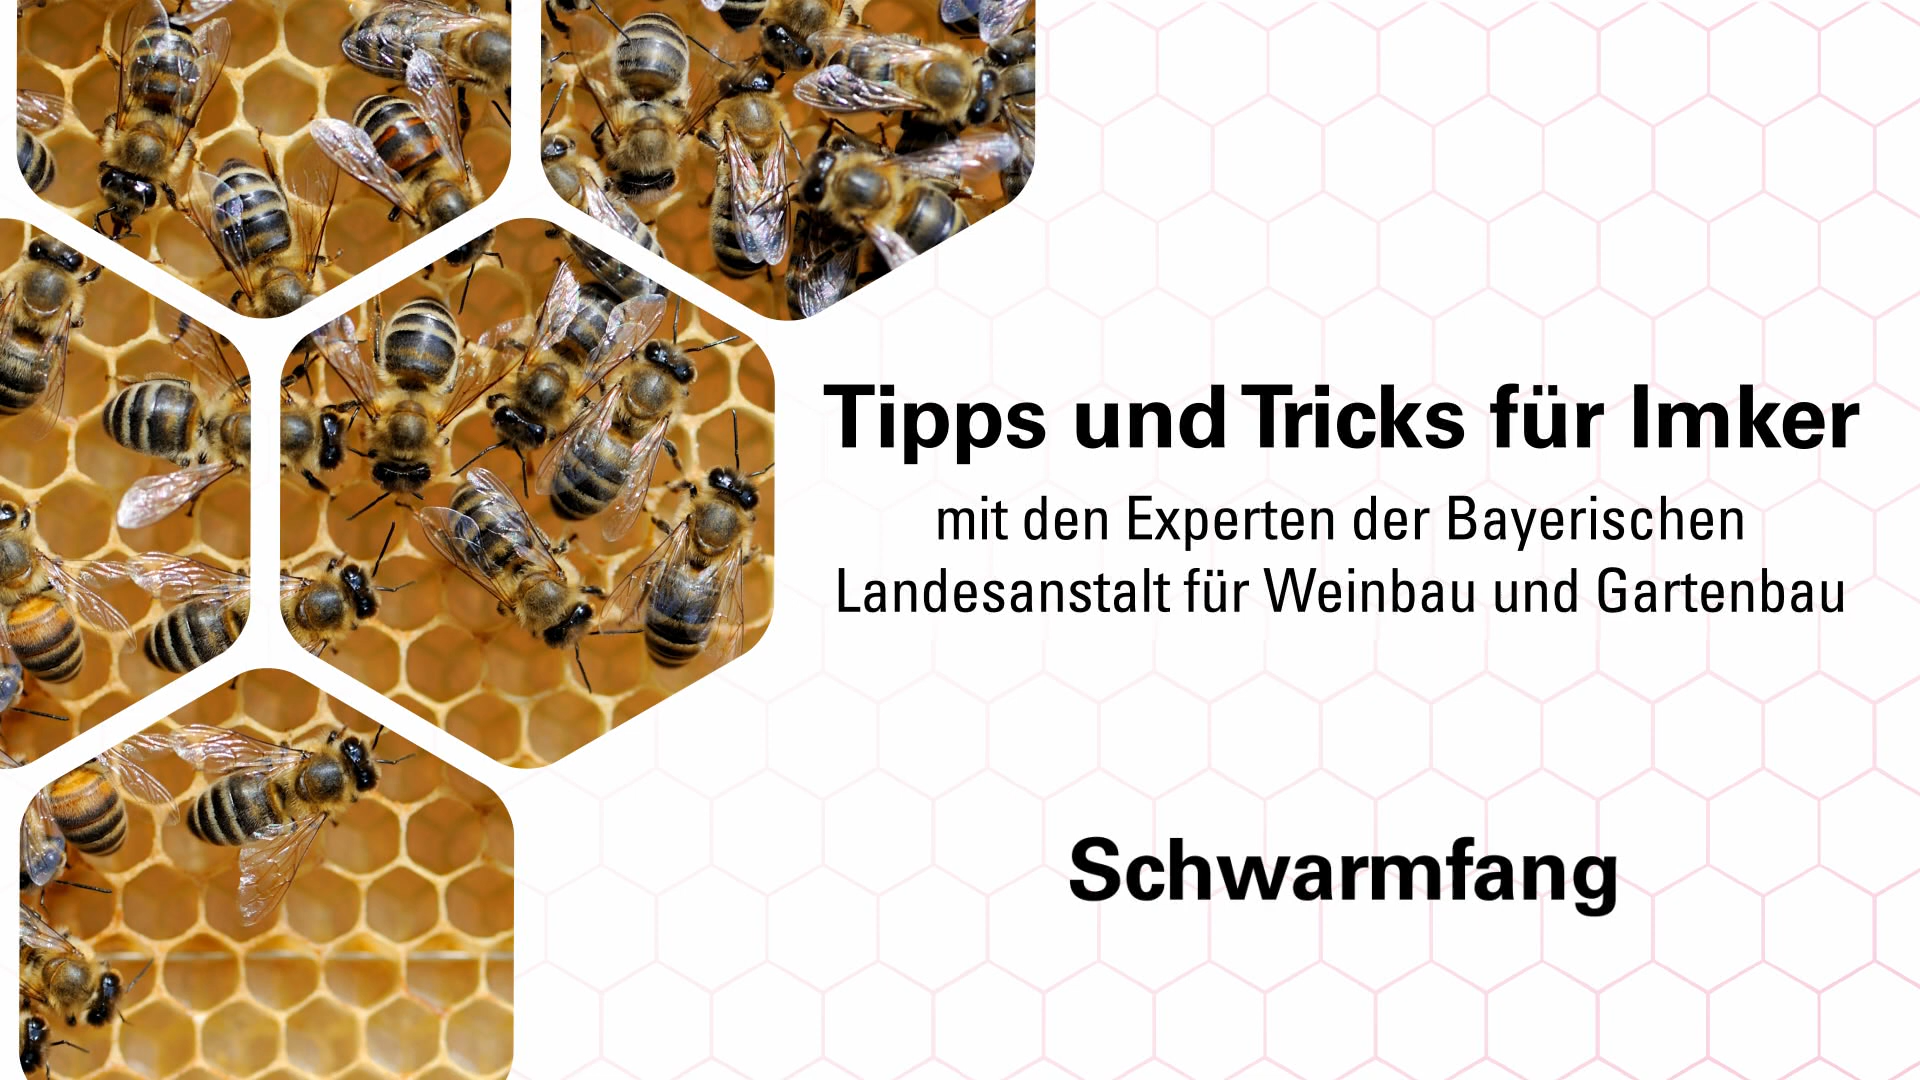 Tipps und Tricks für Imker
mit den Experten der Bayerischen
Landesanstalt für Weinbau und Gartenbau
Schwarmfang